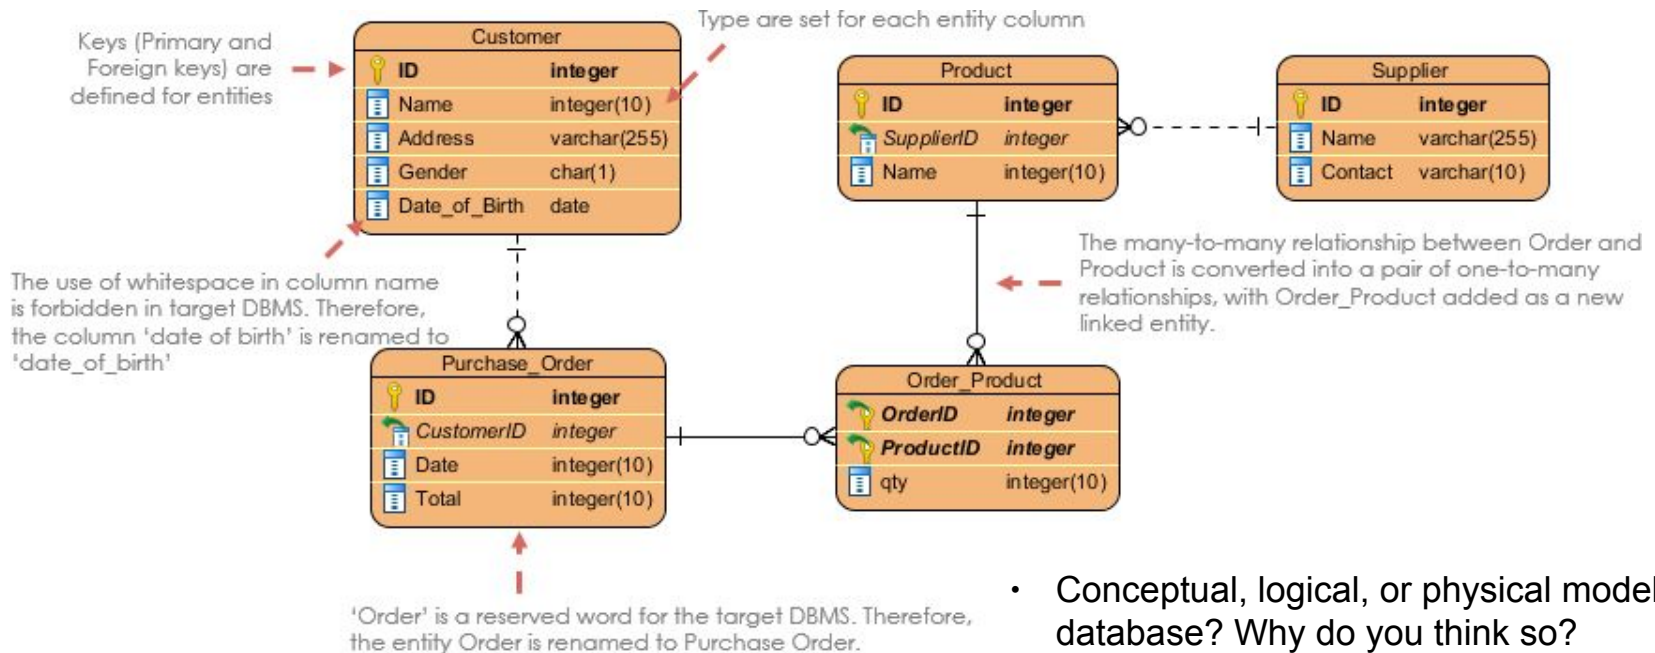 Keys (Primary and
Foreign keys) are
defined for entities
Type are set for each entity column
Customer
ID integer
Name integer(10)
Address varchar(255)
Gender char(1)
Date_of_Birth date
Product
ID integer
SupplierID integer
Name integer(10)
Supplier
ID integer
Name varchar(255)
Contact varchar(10)
The use of whitespace in column name
is forbidden in target DBMS. Therefore,
the column ‘date of birth’ is renamed to
‘date_of_birth’
The many-to-many relationship between Order and
Product is converted into a pair of one-to-many
relationships, with Order_Product added as a new
linked entity.
Purchase_Order
ID integer
CustomerID integer
Date integer(10)
Total integer(10)
Order_Product
OrderID integer
ProductID integer
qty integer(10)
‘Order’ is a reserved word for the target DBMS. Therefore,
the entity Order is renamed to Purchase Order.
• Conceptual, logical, or physical model
database? Why do you think so?